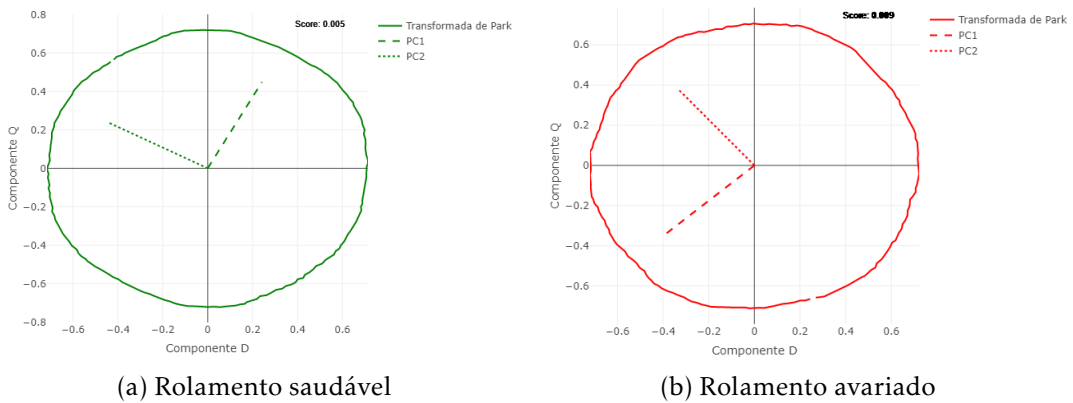 Score: 0.005
Transformada de Park
PC1
PC2
0.8
0.6
0.4
0.2
0
−0.2
−0.4
−0.6
−0.8
Componente Q
−0.6 −0.4 −0.2 0 0.2 0.4 0.6
Componente D
(a) Rolamento saudável
Transformada de Park
PC1
PC2
0.6
0.4
0.2
0
−0.2
−0.4
−0.6
Componente Q
−0.6 −0.4 −0.2 0 0.2 0.4 0.6
Componente D
(b) Rolamento avariado